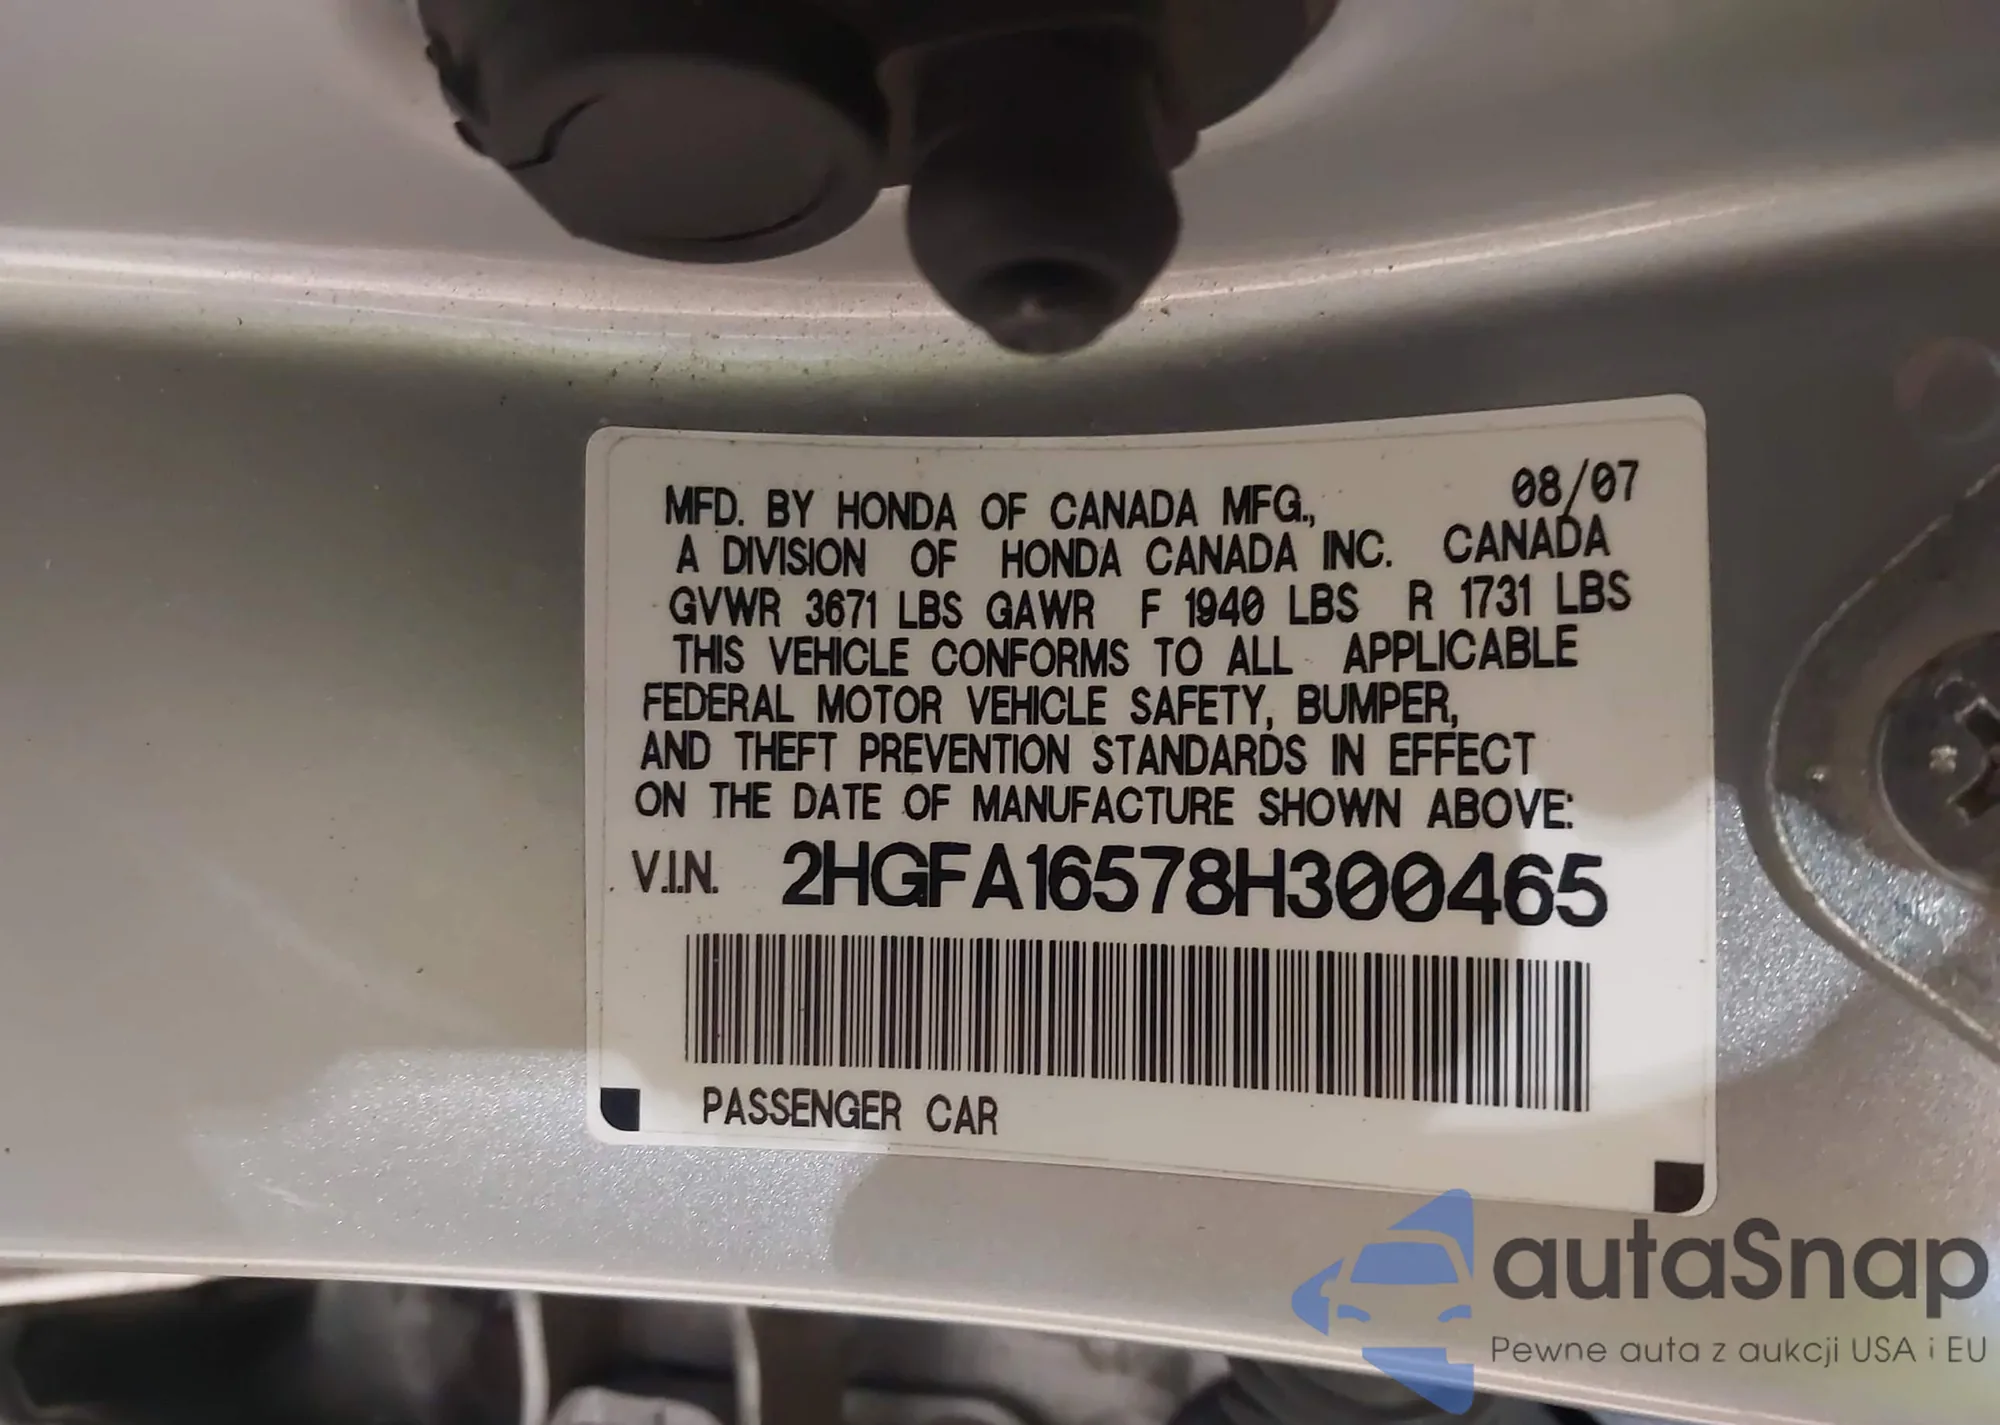 MFD. BY HONDA OF CANADA MFG., 08/07
A DIVISION OF HONDA CANADA INC. CANADA
GVWR 3671 LBS GAWR F 1940 LBS R 1731 LBS
THIS VEHICLE CONFORMS TO ALL APPLICABLE
FEDERAL MOTOR VEHICLE SAFETY, BUMPER,
AND THEFT PREVENTION STANDARDS IN EFFECT
ON THE DATE OF MANUFACTURE SHOWN ABOVE:
V.I.N. 2HGFA16578H300465
PASSENGER CAR
autaSnap
Pewne auta z aukcji USA i EU